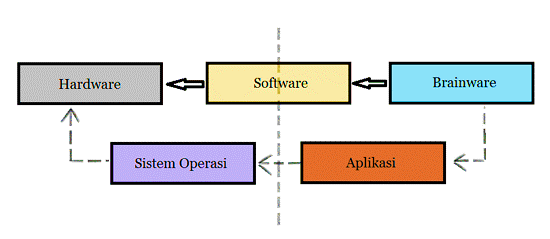 Hardware
Software
Brainware
Sistem Operasi
Aplikasi